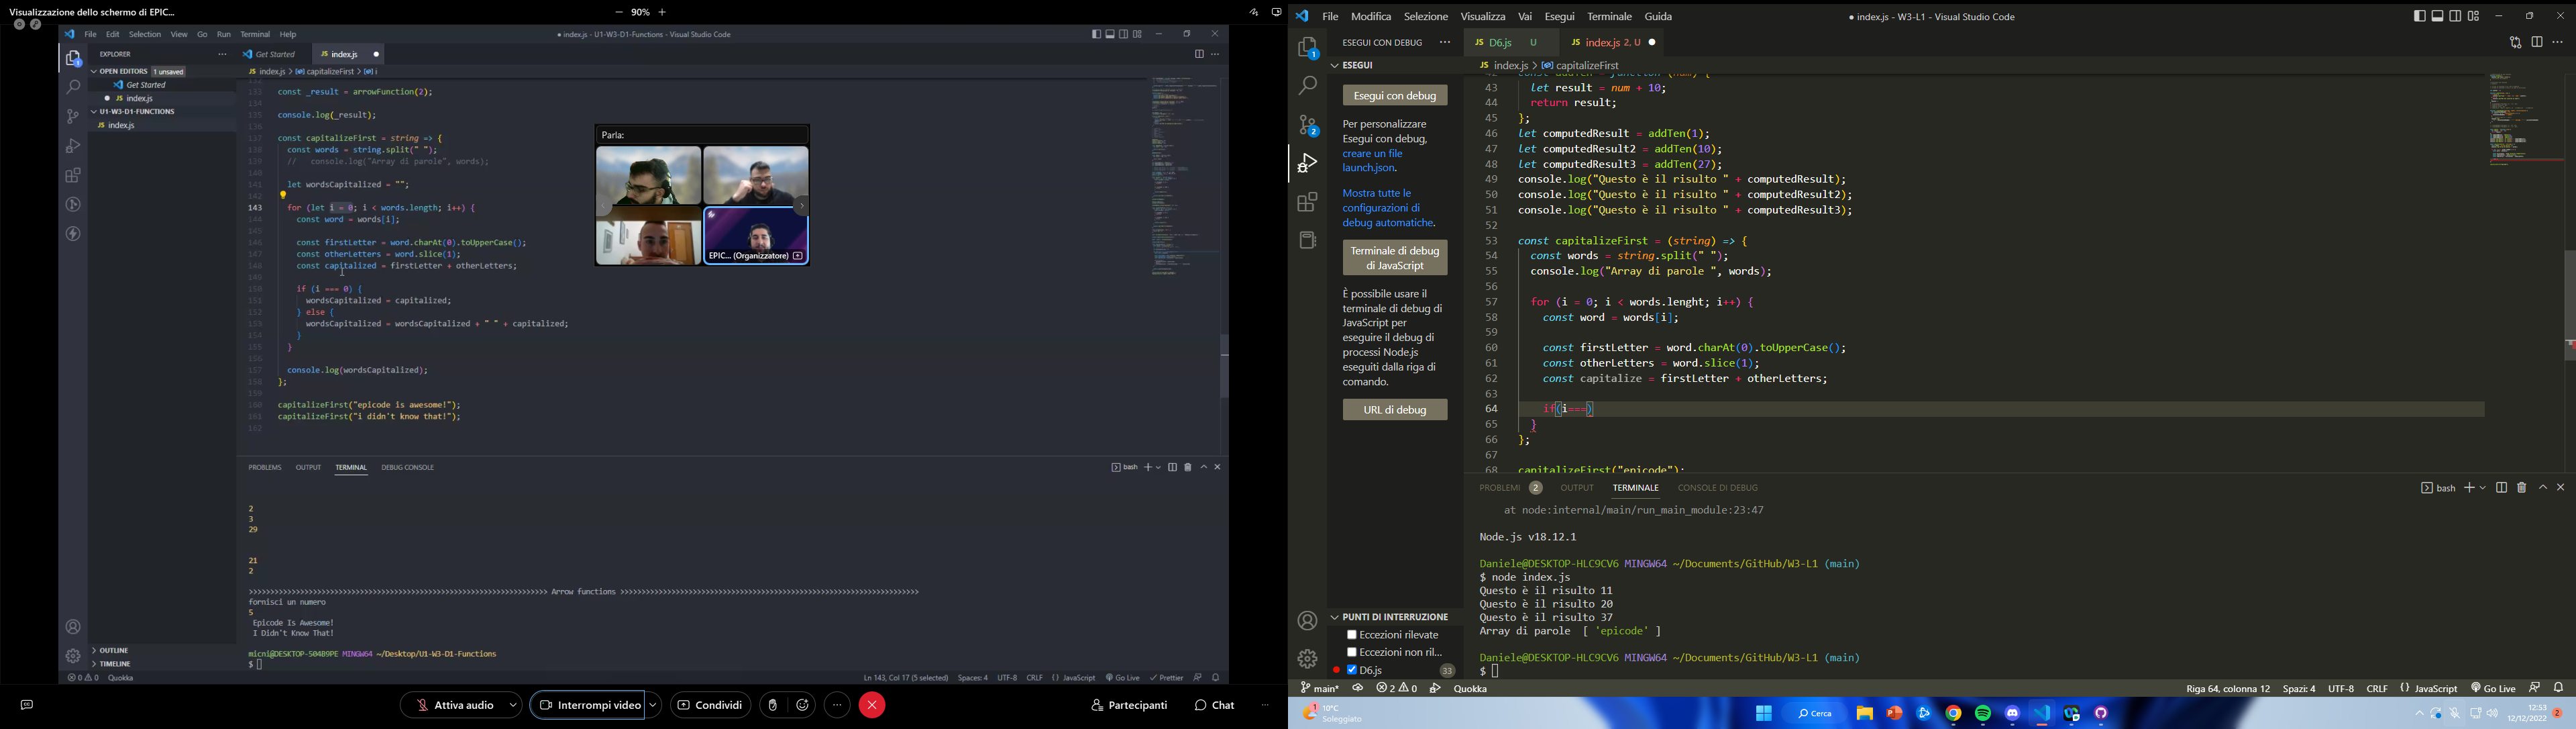 Visualizzazione dello schermo di EPIC...
90%
File Edit Selection View Go Run Terminal Help
● index.js - U1-W3-D1-Functions - Visual Studio Code
EXPLORER
Get Started
JS index.js
OPEN EDITORS 1 unsaved
Get Started
JS index.js
U1-W3-D1-FUNCTIONS
JS index.js
JS index.js > capitalizeFirst > i
133 const _result = arrowFunction(2);
134
135 console.log(_result);
136
137 const capitalizeFirst = string => {
138 const words = string.split(" ");
139 // console.log("Array di parole", words);
140
141 let wordsCapitalized = "";
142
143 for (let i = 0; i < words.length; i++) {
144 const word = words[i];
145
146 const firstLetter = word.charAt(0).toUpperCase();
147 const otherLetters = word.slice(1);
148 const capitalized = firstLetter + otherLetters;
149
150 if (i === 0) {
151 wordsCapitalized = capitalized;
152 } else {
153 wordsCapitalized = wordsCapitalized + " " + capitalized;
154 }
155 }
156
157 console.log(wordsCapitalized);
158 };
159
160 capitalizeFirst("epicode is awesome!");
161 capitalizeFirst("i didn't know that!");
162
Parla:
EPIC... (Organizzatore)
PROBLEMS OUTPUT TERMINAL DEBUG CONSOLE
bash
2
3
29
21
2
Arrow functions
fornisci un numero
5
Epicode Is Awesome!
I Didn't Know That!
micni@DESKTOP-504B9PE MINGW64 ~/Desktop/U1-W3-D1-Functions
$
OUTLINE
TIMELINE
0 0 Quokka
Ln 143, Col 17 (5 selected) Spaces: 4 UTF-8 CRLF {} JavaScript Go Live Prettier
Attiva audio
Interrompi video
Condividi
Partecipanti
Chat
File Modifica Selezione Visualizza Vai Esegui Terminale Guida
● index.js - W3-L1 - Visual Studio Code
ESEGUI CON DEBUG
JS D6.js U
JS index.js 2, U
ESEGUI
JS index.js > capitalizeFirst
Esegui con debug
Per personalizzare
Esegui con debug,
creare un file
launch.json.
Mostra tutte le
configurazioni di
debug automatiche.
Terminale di debug
di JavaScript
È possibile usare il
terminale di debug di
JavaScript per
eseguire il debug di
processi Node.js
eseguiti dalla riga di
comando.
URL di debug
PUNTI DI INTERRUZIONE
Eccezioni rilevate
Eccezioni non ril...
D6.js 33
42 const addTen = function (num) {
43 let result = num + 10;
44 return result;
45 };
46 let computedResult = addTen(1);
47 let computedResult2 = addTen(10);
48 let computedResult3 = addTen(27);
49 console.log("Questo è il risulto " + computedResult);
50 console.log("Questo è il risulto " + computedResult2);
51 console.log("Questo è il risulto " + computedResult3);
52
53 const capitalizeFirst = (string) => {
54 const words = string.split(" ");
55 console.log("Array di parole ", words);
56
57 for (i = 0; i < words.lenght; i++) {
58 const word = words[i];
59
60 const firstLetter = word.charAt(0).toUpperCase();
61 const otherLetters = word.slice(1);
62 const capitalize = firstLetter + otherLetters;
63
64 if(i===)
65 }
66 };
67
68 capitalizeFirst("epicode");
PROBLEMI 2 OUTPUT TERMINALE CONSOLE DI DEBUG
bash
at node:internal/main/run_main_module:23:47
Node.js v18.12.1
Daniele@DESKTOP-HLC9CV6 MINGW64 ~/Documents/GitHub/W3-L1 (main)
$ node index.js
Questo è il risulto 11
Questo è il risulto 20
Questo è il risulto 37
Array di parole [ 'epicode' ]
Daniele@DESKTOP-HLC9CV6 MINGW64 ~/Documents/GitHub/W3-L1 (main)
$
main* 2 0 Quokka
Riga 64, colonna 12 Spazi: 4 UTF-8 CRLF {} JavaScript Go Live
10°C
Soleggiato
Cerca
12:53
12/12/2022
2